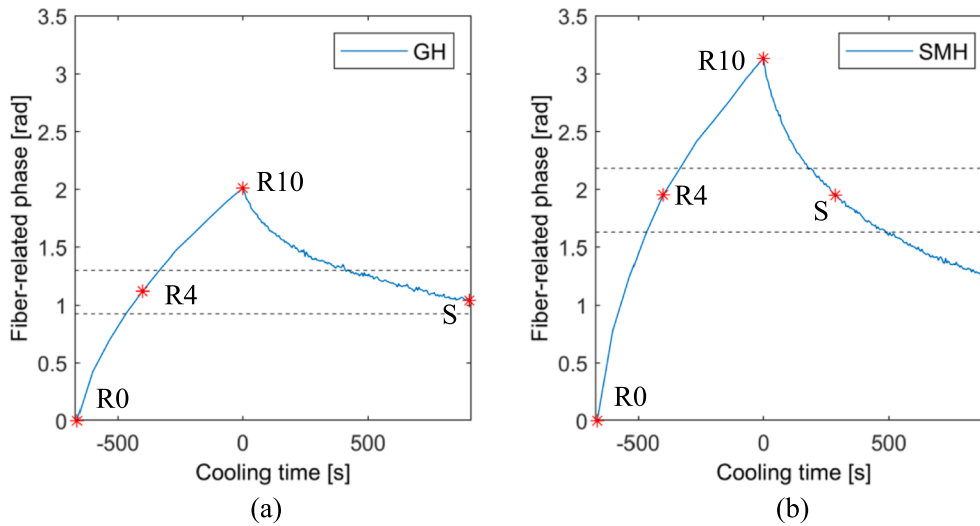 3.5
3
2.5
2
1.5
1
0.5
0
Fiber-related phase [rad]
GH
R10
R4
S
R0
-500
0
500
Cooling time [s]
(a)
3.5
3
2.5
2
1.5
1
0.5
0
Fiber-related phase [rad]
SMH
R10
R4
S
R0
-500
0
500
Cooling time [s]
(b)